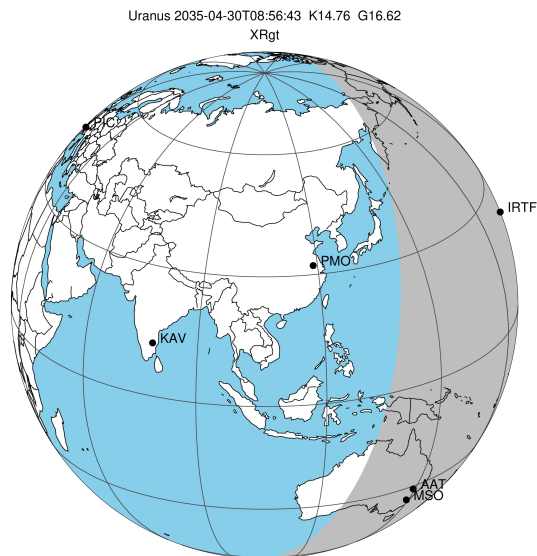 Uranus 2035-04-30T08:56:43 K14.76 G16.62
XRgt
PIC
IRTF
PMO
KAV
AAT
MSO